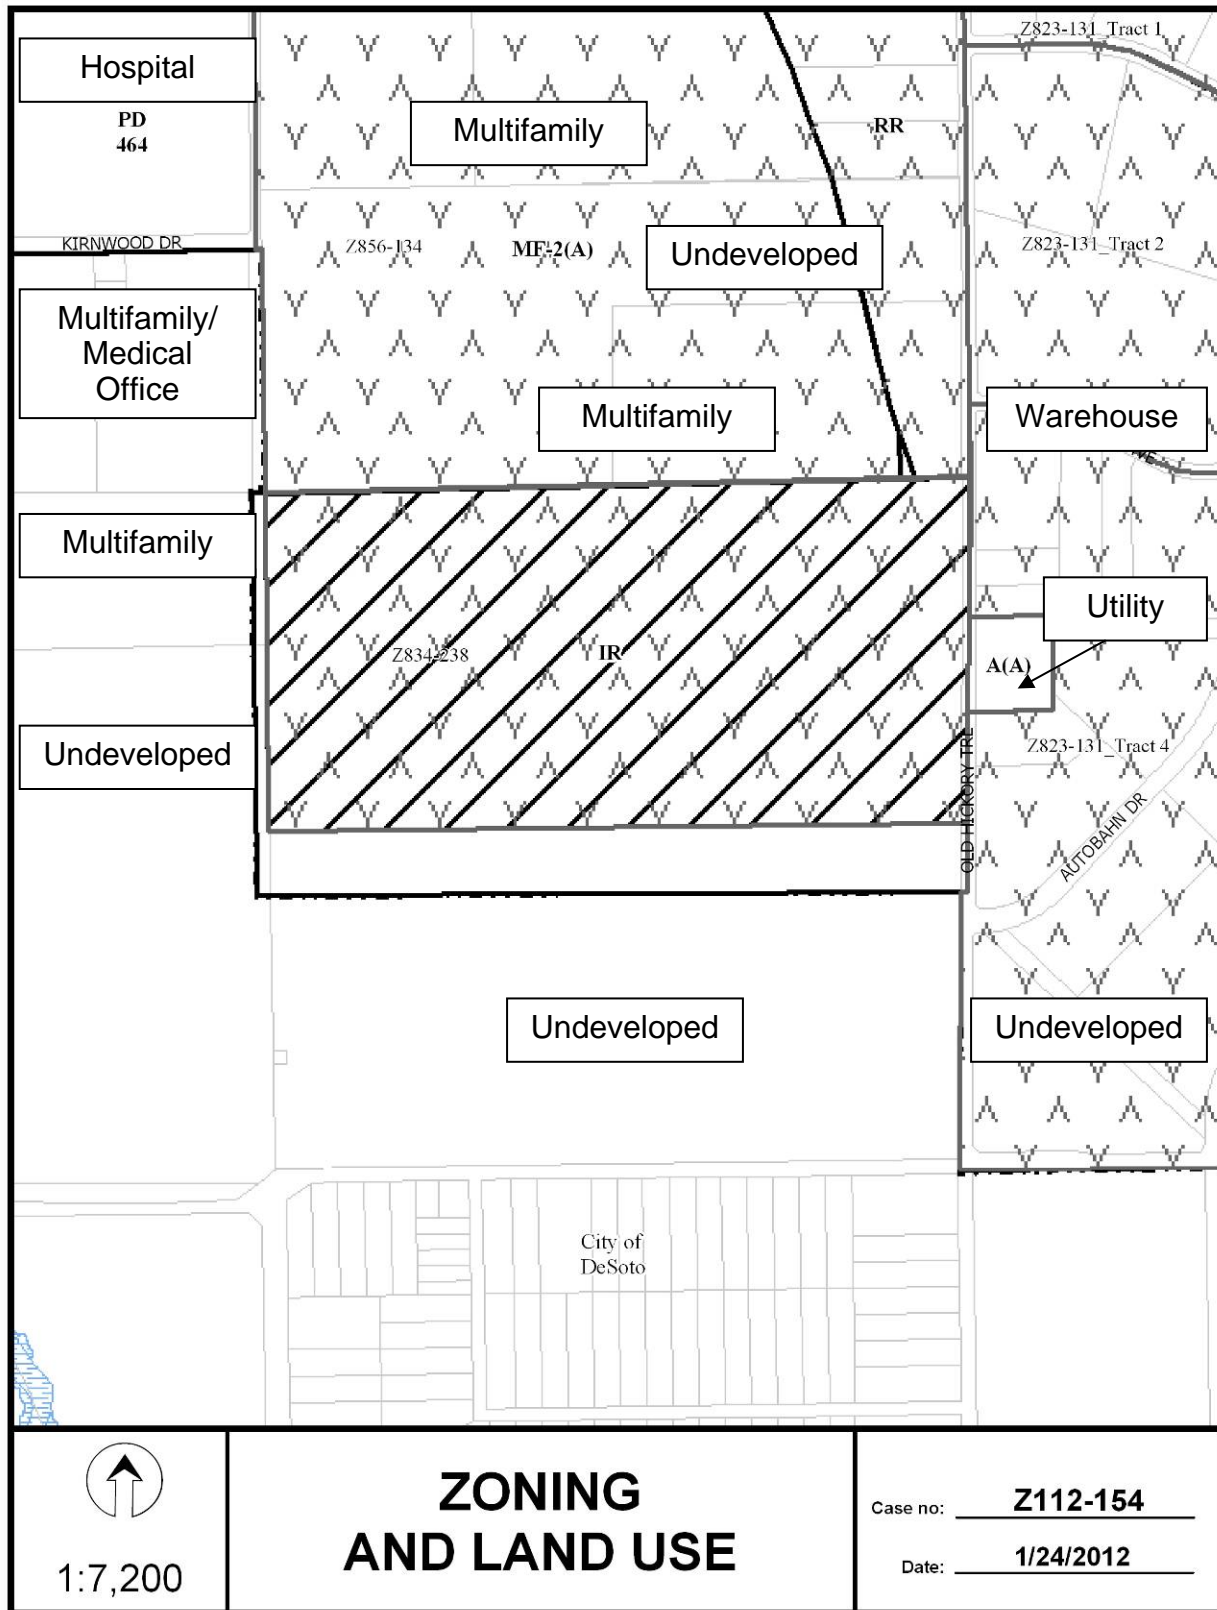 Z823-131_Tract 1
Hospital
PD
464
Multifamily
RR
KIRNWOOD DR
Z856-134
MF-2(A)
Undeveloped
Z823-131_Tract 2
Multifamily/
Medical
Office
Multifamily
Warehouse
Multifamily
Utility
Z834-238
IR
A(A)
Undeveloped
Z823-131_Tract 4
OLD HICKORY TRL
AUTOBAHN DR
Undeveloped
Undeveloped
City of
DeSoto
1:7,200
ZONING
AND LAND USE
Case no: Z112-154
Date: 1/24/2012